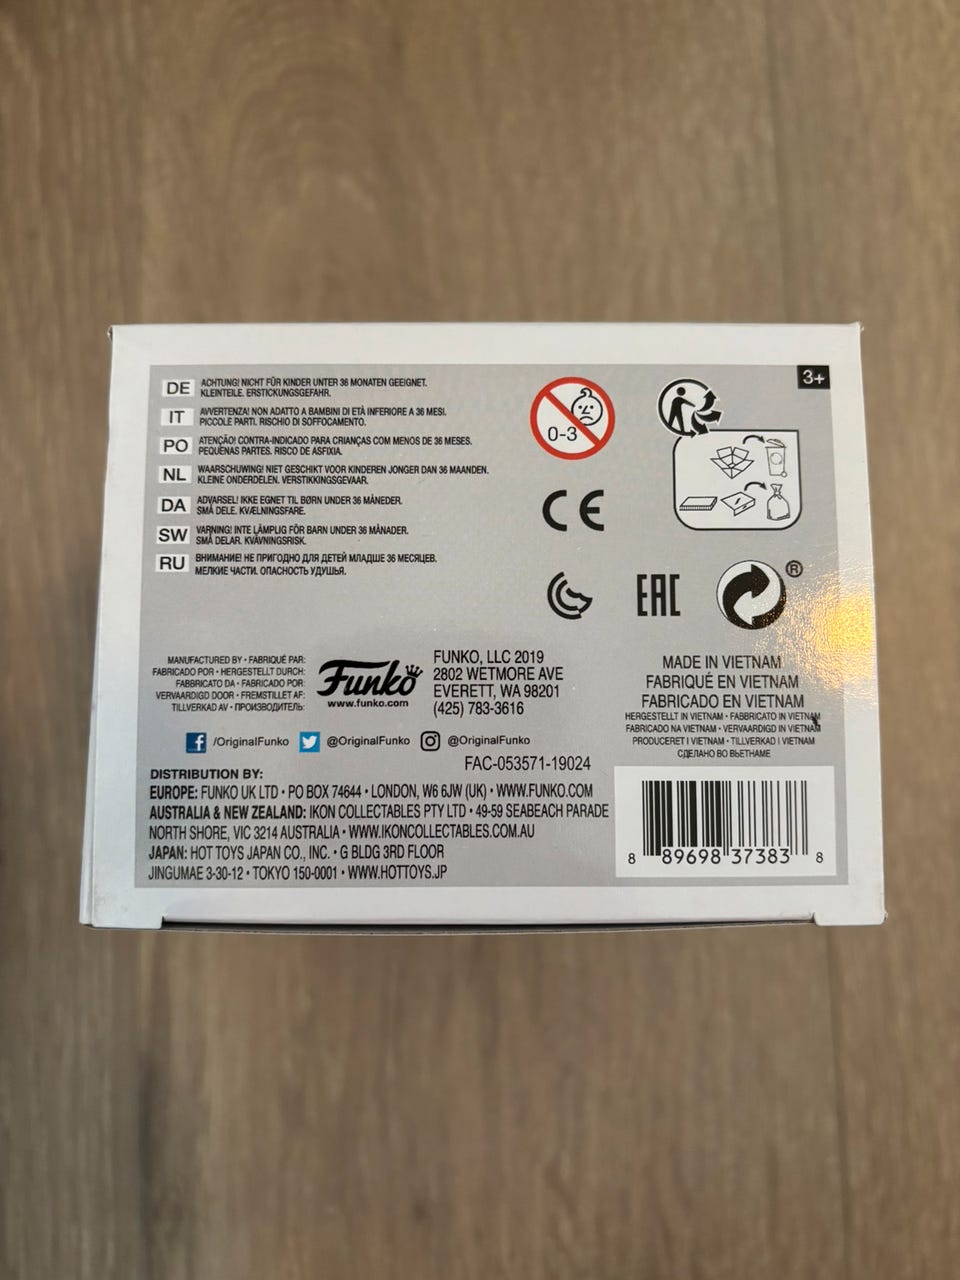 3+
DE ACHTUNG! NICHT FÜR KINDER UNTER 36 MONATEN GEEIGNET.
KLEINTEILE. ERSTICKUNGSGEFAHR.
IT AVVERTENZA! NON ADATTO A BAMBINI DI ETÀ INFERIORE A 36 MESI.
PICCOLE PARTI. RISCHIO DI SOFFOCAMENTO.
PO ATENÇÃO! CONTRA-INDICADO PARA CRIANÇAS COM MENOS DE 36 MESES.
PEQUENAS PARTES. RISCO DE ASFIXIA.
NL WAARSCHUWING! NIET GESCHIKT VOOR KINDEREN JONGER DAN 36 MAANDEN.
KLEINE ONDERDELEN. VERSTIKKINGSGEVAAR.
DA ADVARSEL! IKKE EGNET TIL BØRN UNDER 36 MÅNEDER.
SMÅ DELE. KVÆLNINGSFARE.
SW VARNING! INTE LÄMPLIG FÖR BARN UNDER 36 MÅNADER.
SMÅ DELAR. KVÄVNINGSRISK.
RU ВНИМАНИЕ! НЕ ПРИГОДНО ДЛЯ ДЕТЕЙ МЛАДШЕ 36 МЕСЯЦЕВ.
МЕЛКИЕ ЧАСТИ. ОПАСНОСТЬ УДУШЬЯ.
0-3
CE
EAC
®
MANUFACTURED BY • FABRIQUÉ PAR:
FABRICADO POR • HERGESTELLT DURCH:
FABBRICATO DA • FABRICADO POR:
VERVAARDIGD DOOR • FREMSTILLET AF:
TILLVERKAD AV • ПРОИЗВОДИТЕЛЬ:
Funko
www.funko.com
FUNKO, LLC 2019
2802 WETMORE AVE
EVERETT, WA 98201
(425) 783-3616
/OriginalFunko @OriginalFunko @OriginalFunko
FAC-053571-19024
MADE IN VIETNAM
FABRIQUÉ EN VIETNAM
FABRICADO EN VIETNAM
HERGESTELLT IN VIETNAM • FABBRICATO IN VIETNAM
FABRICADO NA VIETNAM • VERVAARDIGD IN VIETNAM
PRODUCERET I VIETNAM • TILLVERKAD I VIETNAM
СДЕЛАНО ВО ВЬЕТНАМЕ
DISTRIBUTION BY:
EUROPE: FUNKO UK LTD • PO BOX 74644 • LONDON, W6 6JW (UK) • WWW.FUNKO.COM
AUSTRALIA & NEW ZEALAND: IKON COLLECTABLES PTY LTD • 49-59 SEABEACH PARADE
NORTH SHORE, VIC 3214 AUSTRALIA • WWW.IKONCOLLECTABLES.COM.AU
JAPAN: HOT TOYS JAPAN CO., INC. • G BLDG 3RD FLOOR
JINGUMAE 3-30-12 • TOKYO 150-0001 • WWW.HOTTOYS.JP
8 89698 37383 8